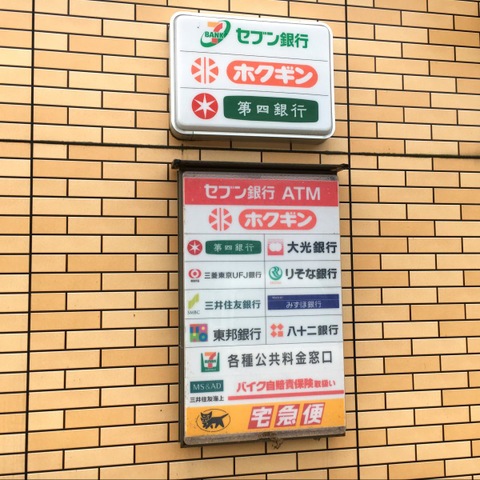 7 BANK セブン銀行
ホクギン
第四銀行
セブン銀行 ATM
ホクギン
第四銀行 大光銀行
三菱東京UFJ銀行 りそな銀行
三井住友銀行 みずほ銀行
SMBC
東邦銀行 八十二銀行
各種公共料金窓口
MS&AD バイク自賠責保険取扱い
三井住友海上
宅急便